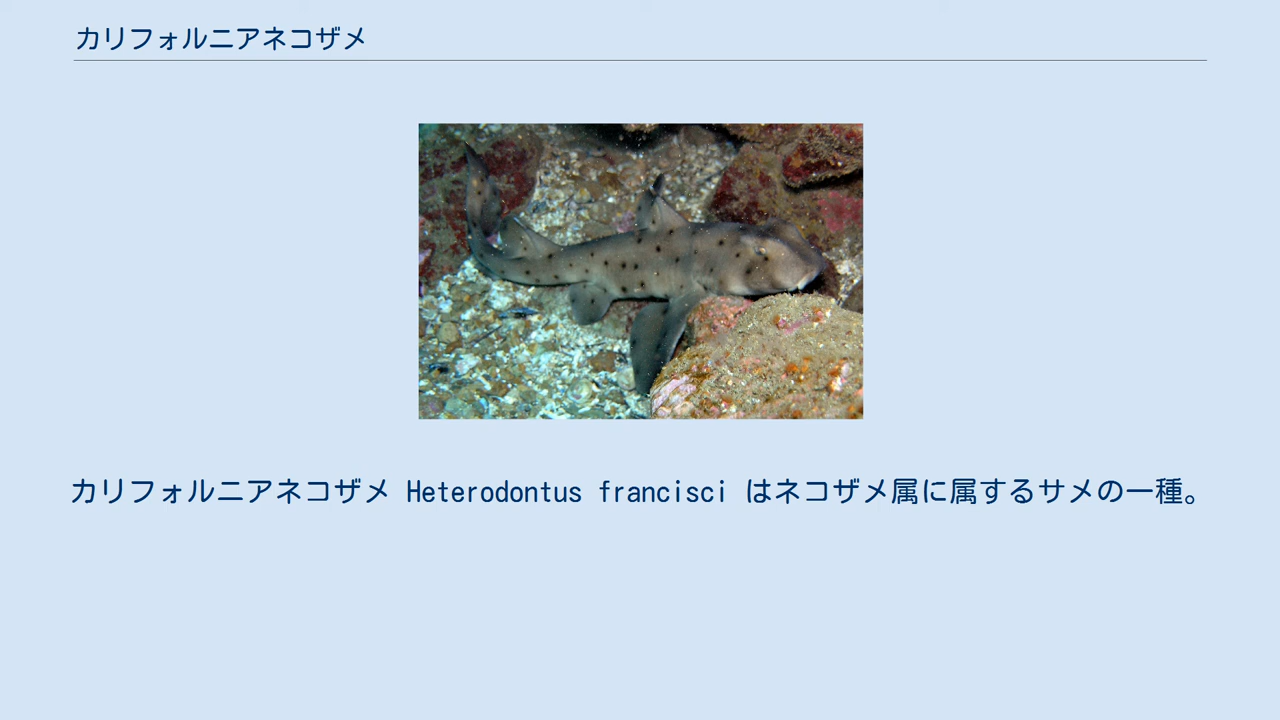 カリフォルニアネコザメ
カリフォルニアネコザメ Heterodontus francisci はネコザメ属に属するサメの一種。